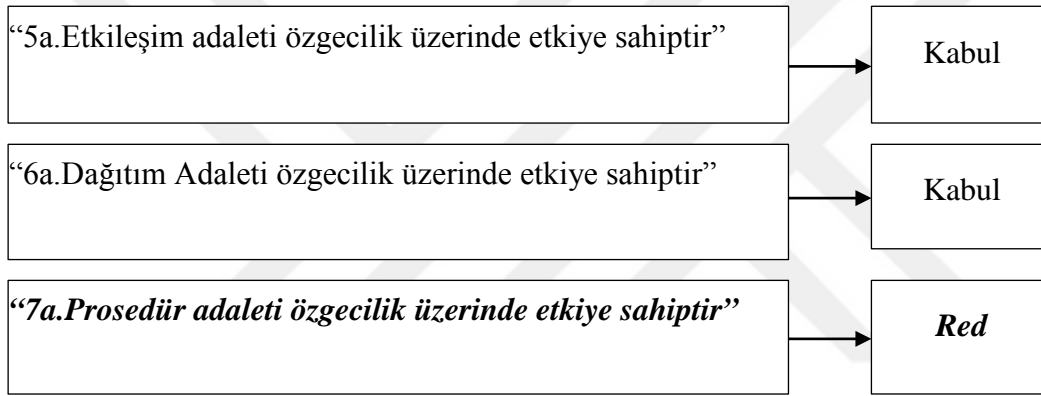 “5a.Etkileşim adaleti özgecilik üzerinde etkiye sahiptir”
Kabul
“6a.Dağıtım Adaleti özgecilik üzerinde etkiye sahiptir”
Kabul
“7a.Prosedür adaleti özgecilik üzerinde etkiye sahiptir”
Red